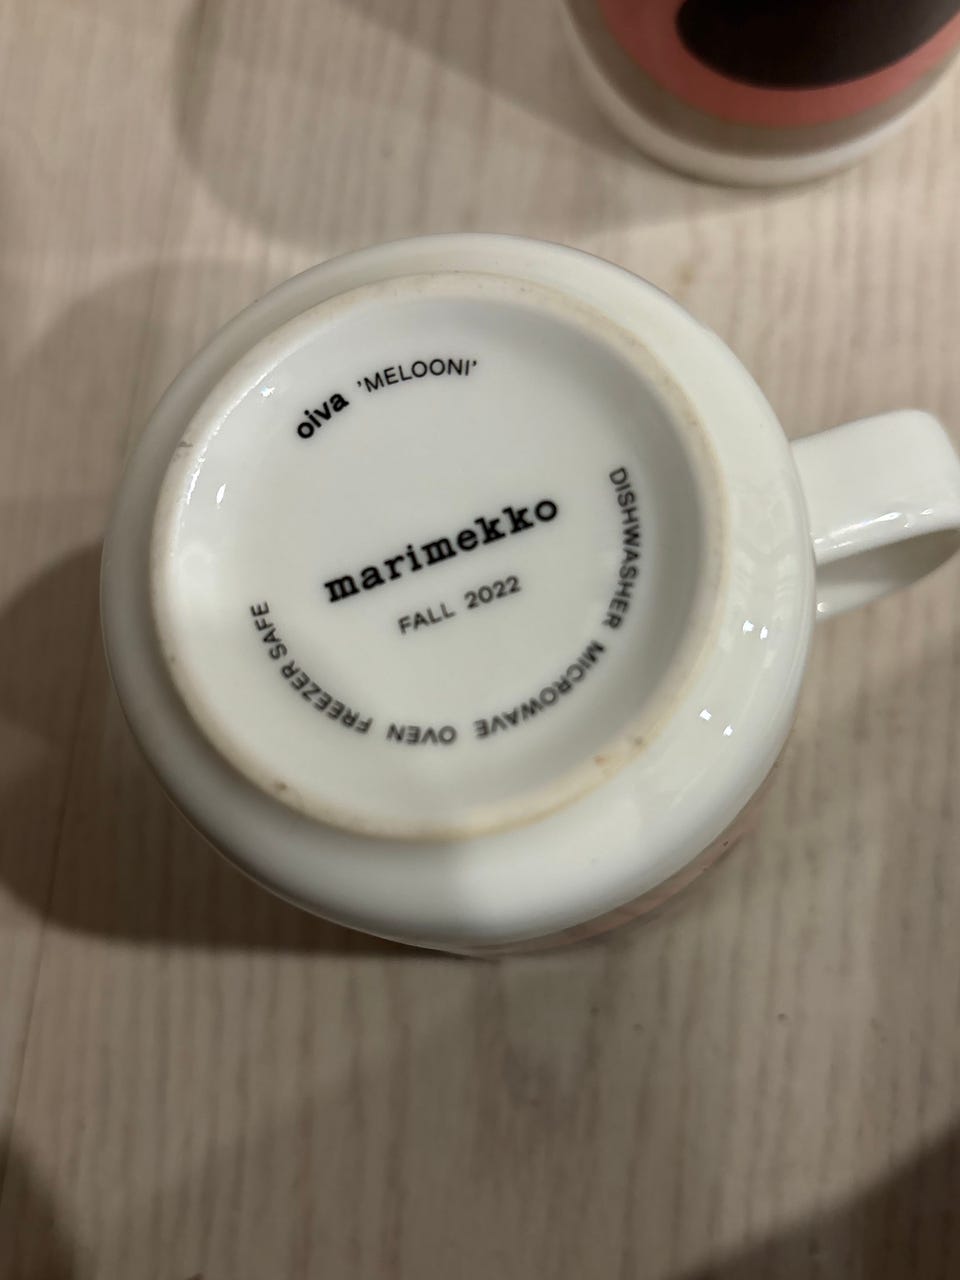 oiva 'MELOONI'
marimekko
FALL 2022
DISHWASHER MICROWAVE OVEN FREEZER SAFE